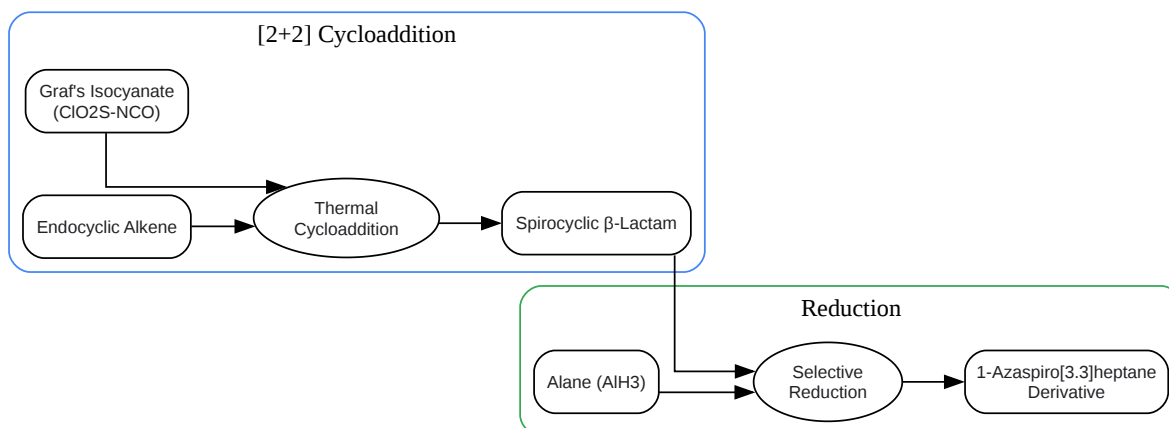 [2+2] Cycloaddition
Graf's Isocyanate
(ClO2S-NCO)
Endocyclic Alkene
Thermal
Cycloaddition
Spirocyclic β-Lactam
Reduction
Alane (AlH3)
Selective
Reduction
1-Azaspiro[3.3]heptane
Derivative